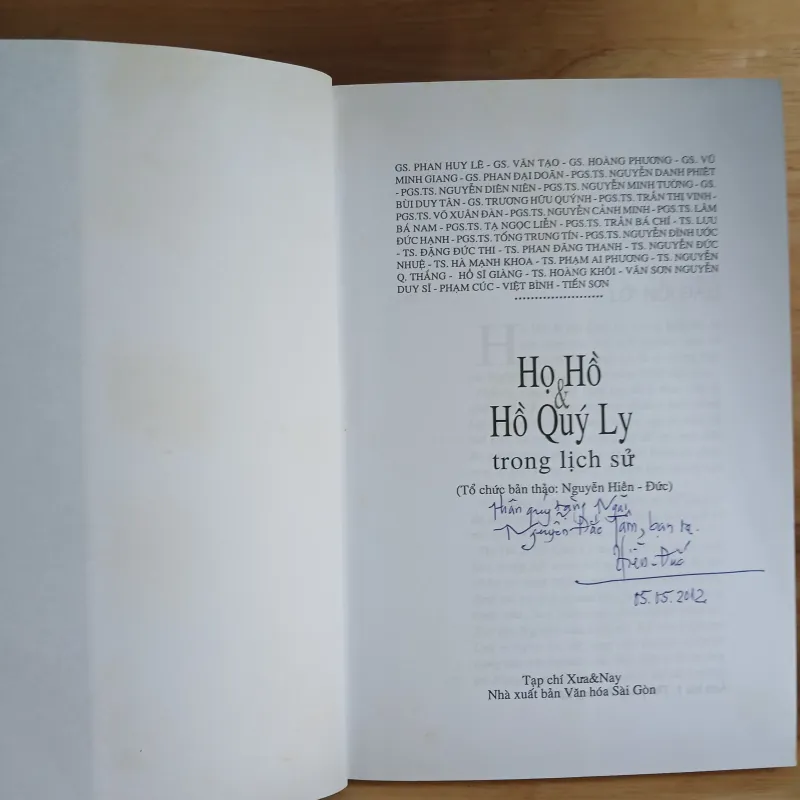 GS. PHAN HUY LÊ - GS. VĂN TẠO - GS. HOÀNG PHƯƠNG - GS. VŨ
MINH GIANG - GS. PHAN ĐẠI DOÃN - PGS.TS. NGUYỄN DANH PHIỆT
- PGS.TS. NGUYỄN DIÊN NIÊN - PGS.TS. NGUYỄN MINH TƯỜNG - GS.
BÙI DUY TÂN - GS. TRƯƠNG HỮU QUÝNH - PGS.TS. TRẦN THỊ VINH -
PGS.TS. VÕ XUÂN ĐÀN - PGS.TS. NGUYỄN CẢNH MINH - PGS.TS. LÂM
BÁ NAM - PGS.TS. TẠ NGỌC LIỄN - PGS.TS. TRẦN BÁ CHÍ - TS. LƯU
ĐỨC HẠNH - PGS.TS. TỐNG TRUNG TÍN - PGS.TS. NGUYỄN ĐÌNH ƯỚC
- TS. ĐẶNG ĐỨC THI - TS. PHAN ĐĂNG THANH - TS. NGUYỄN ĐỨC
NHUỆ - TS. HÀ MẠNH KHOA - TS. PHẠM AI PHƯƠNG - TS. NGUYỄN
Q. THẮNG - HỒ SĨ GIÀNG - TS. HOÀNG KHÔI - VĂN SƠN NGUYỄN
DUY SĨ - PHẠM CÚC - VIỆT BÌNH - TIẾN SƠN
Họ Hồ
&
Hồ Quý Ly
trong lịch sử
(Tổ chức bản thảo: Nguyễn Hiền - Đức)
Thân quý tặng
Nguyễn Đắc Tâm, bạn ta.
Hiền-Đức
05.05.2012
Tạp chí Xưa&Nay
Nhà xuất bản Văn hóa Sài Gòn